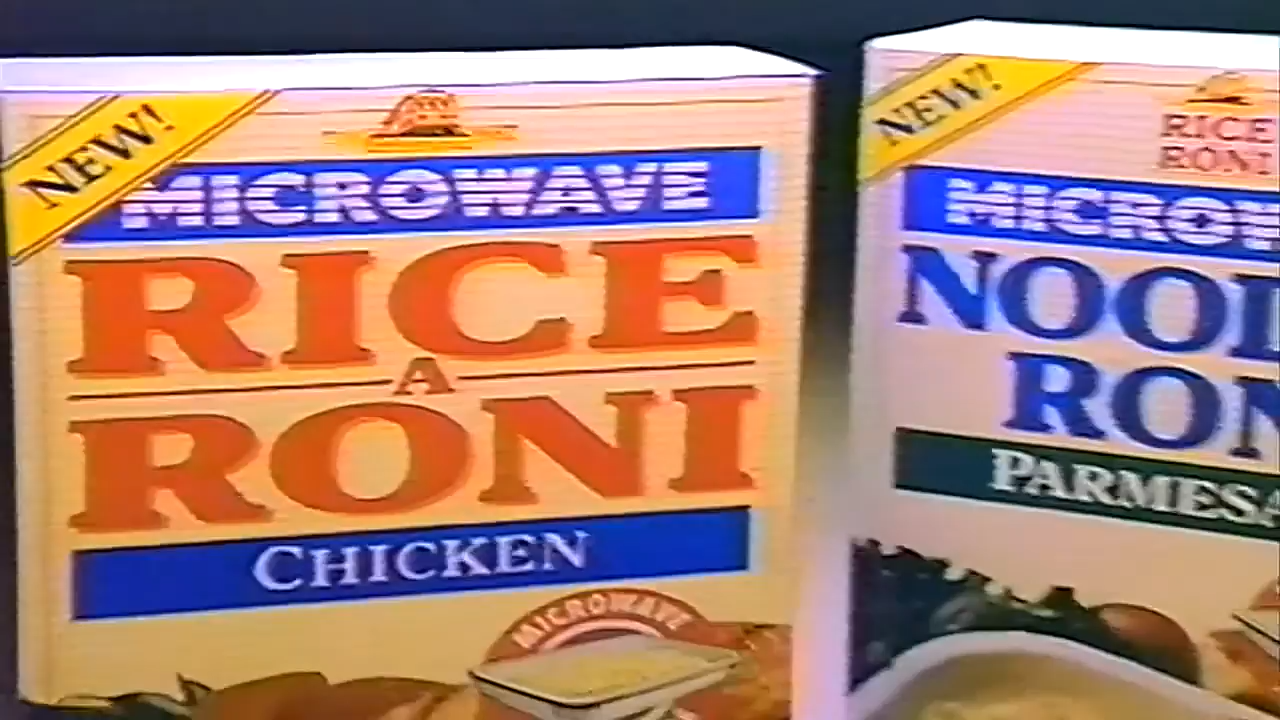 NEW!
MICROWAVE
RICE
A
RONI
CHICKEN
MICROWAVE
NEW!
RICE
RONI
MICROW
NOOD
RON
PARMESA